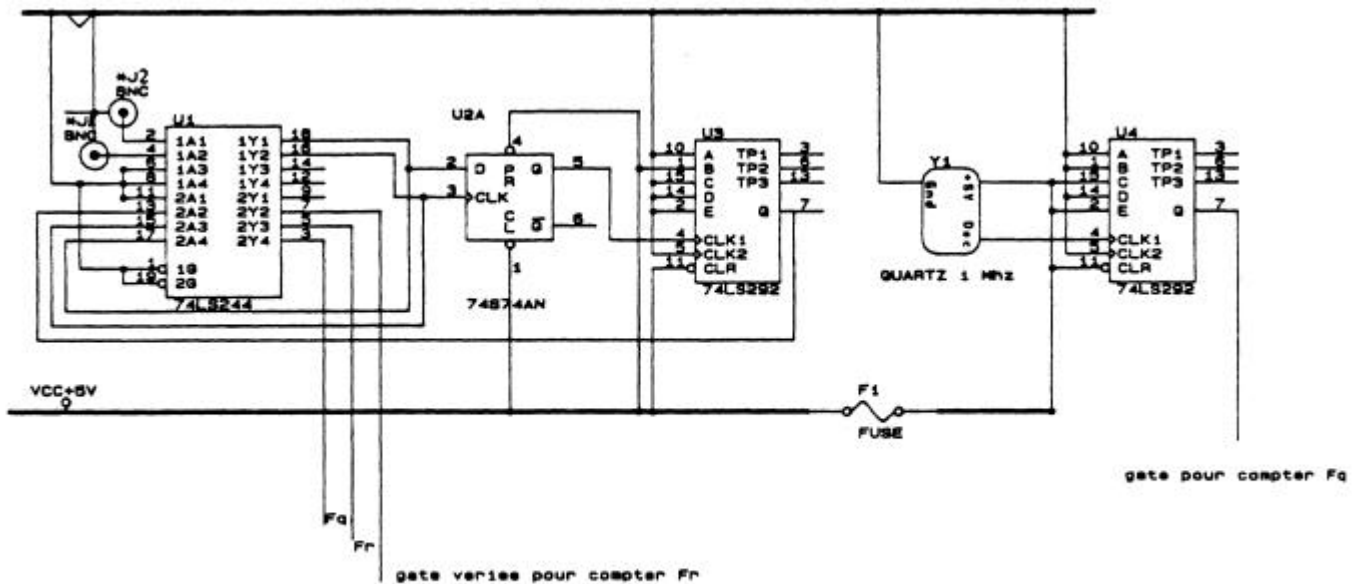 #J2
BNC
#J1
BNC
U1
2 1A1 1Y1 18
4 1A2 1Y2 16
6 1A3 1Y3 14
8 1A4 1Y4 12
11 2A1 2Y1 9
13 2A2 2Y2 7
15 2A3 2Y3 5
17 2A4 2Y4 3
1 1G
19 2G
74LS244
U2A
4
2 D P Q 5
R
3 CLK
C
L Q 6
1
74S74AN
U3
10 A TP1 3
1 B TP2 6
15 C TP3 13
14 D
2 E Q 7
4 CLK1
5 CLK2
11 CLR
74LS292
Y1
+5V
Osc
QUARTZ 1 Mhz
U4
10 A TP1 3
1 B TP2 6
15 C TP3 13
14 D
2 E Q 7
4 CLK1
5 CLK2
11 CLR
74LS292
VCC+5V
F1
FUSE
gate pour compter Fq
Fq
Fr
gate veries pour compter Fr